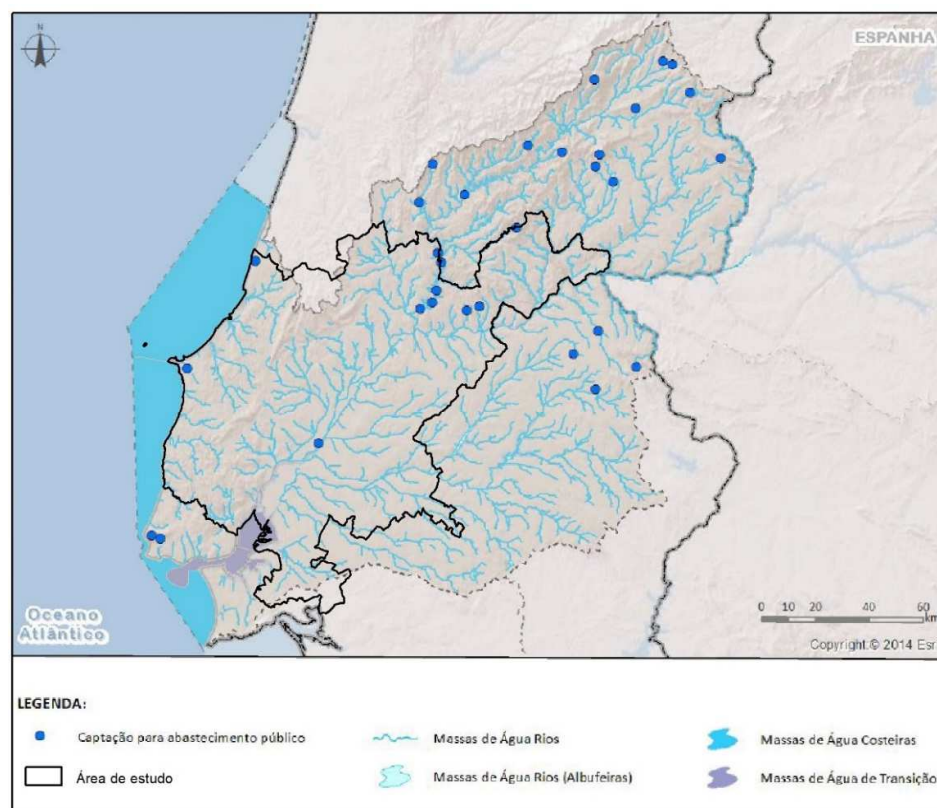 N
ESPANHA
Oceano
Atlântico
0 10 20 40 60
km
Copyright:© 2014 Esr
LEGENDA:
Captação para abastecimento público
Massas de Água Rios
Massas de Água Costeiras
Área de estudo
Massas de Água Rios (Albufeiras)
Massas de Água de Transição